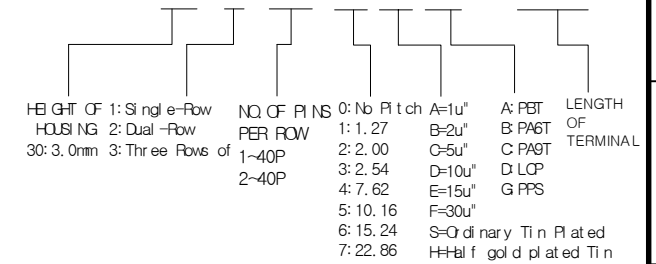 HEIGHT OF
HOUSING
30:3.0mm
1:Single-Row
2:Dual-Row
3:Three Rows of
NO.OF PINS
PER ROW
1~40P
2~40P
0:No Pitch
1:1.27
2:2.00
3:2.54
4:7.62
5:10.16
6:15.24
7:22.86
A=1u"
B=2u"
C=5u"
D=10u"
E=15u"
F=30u"
S=Ordinary Tin Plated
H=Half gold plated Tin
A:PBT
B:PA6T
C:PA9T
D:LCP
G:PPS
LENGTH
OF
TERMINAL